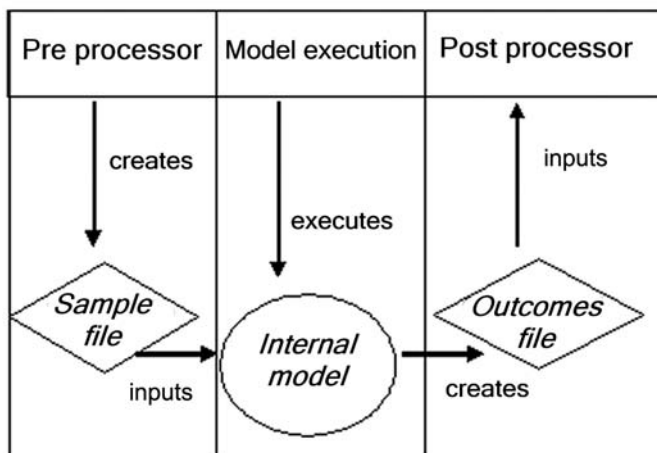 Pre processor
Model execution
Post processor
creates
executes
inputs
Sample
file
Internal
model
Outcomes
file
inputs
creates